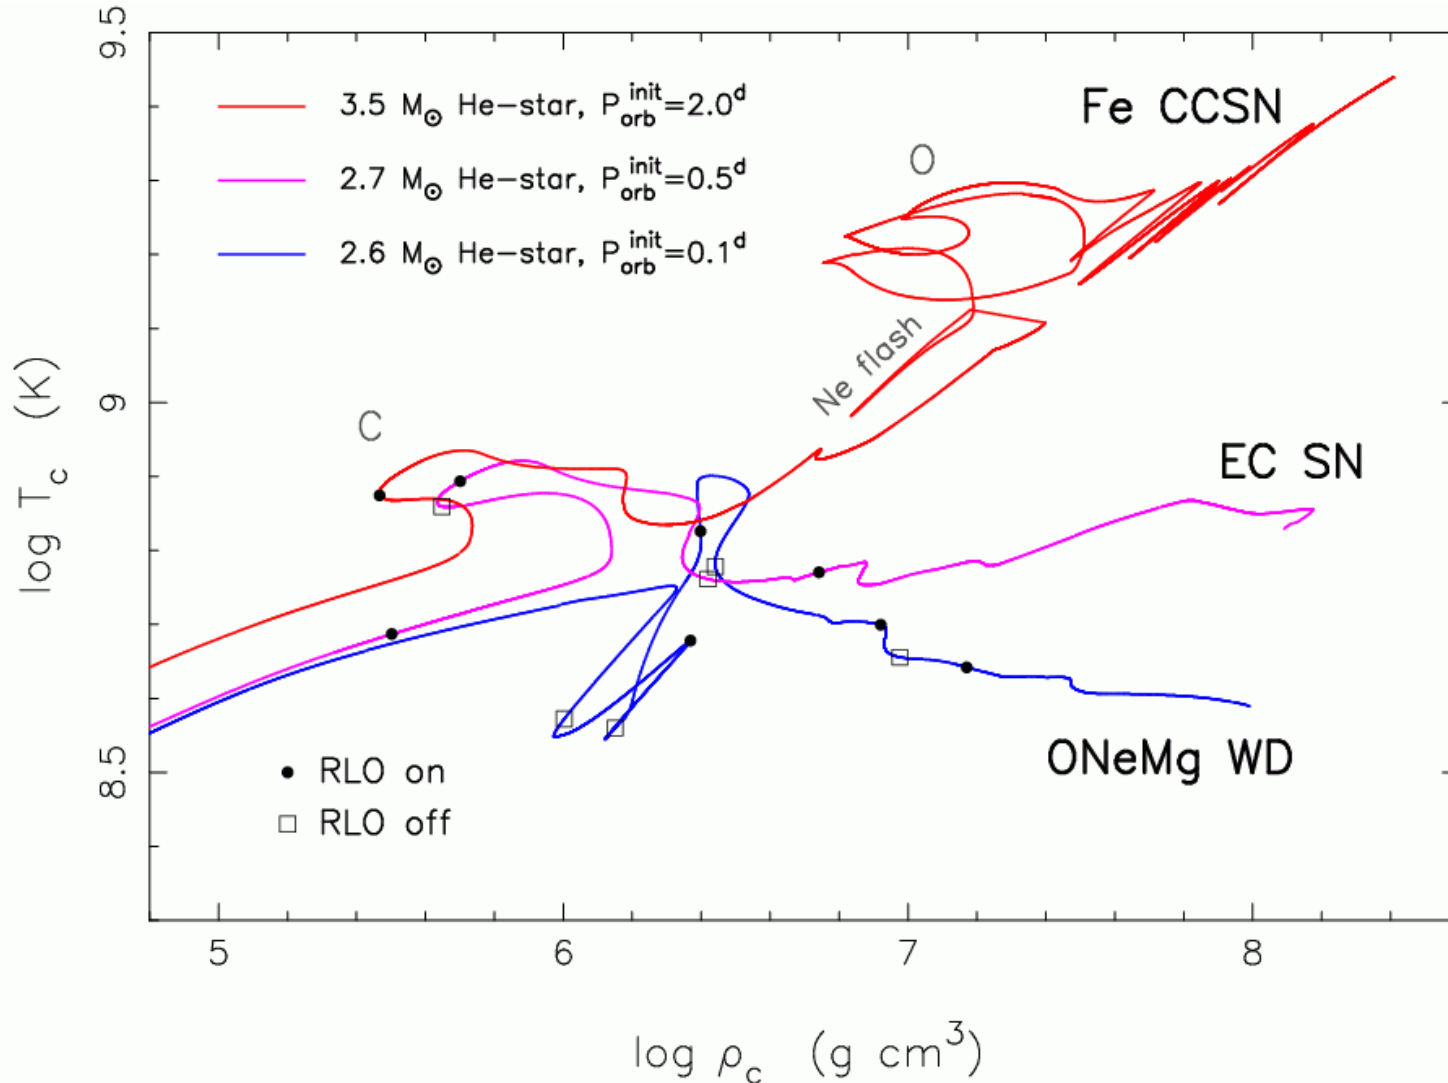 9.5
3.5 M☉ He-star, P_orb^init=2.0^d
Fe CCSN
O
2.7 M☉ He-star, P_orb^init=0.5^d
2.6 M☉ He-star, P_orb^init=0.1^d
Ne flash
9
C
EC SN
log T_c (K)
ONeMg WD
8.5
RLO on
RLO off
5 6 7 8
log ρ_c (g cm^3)